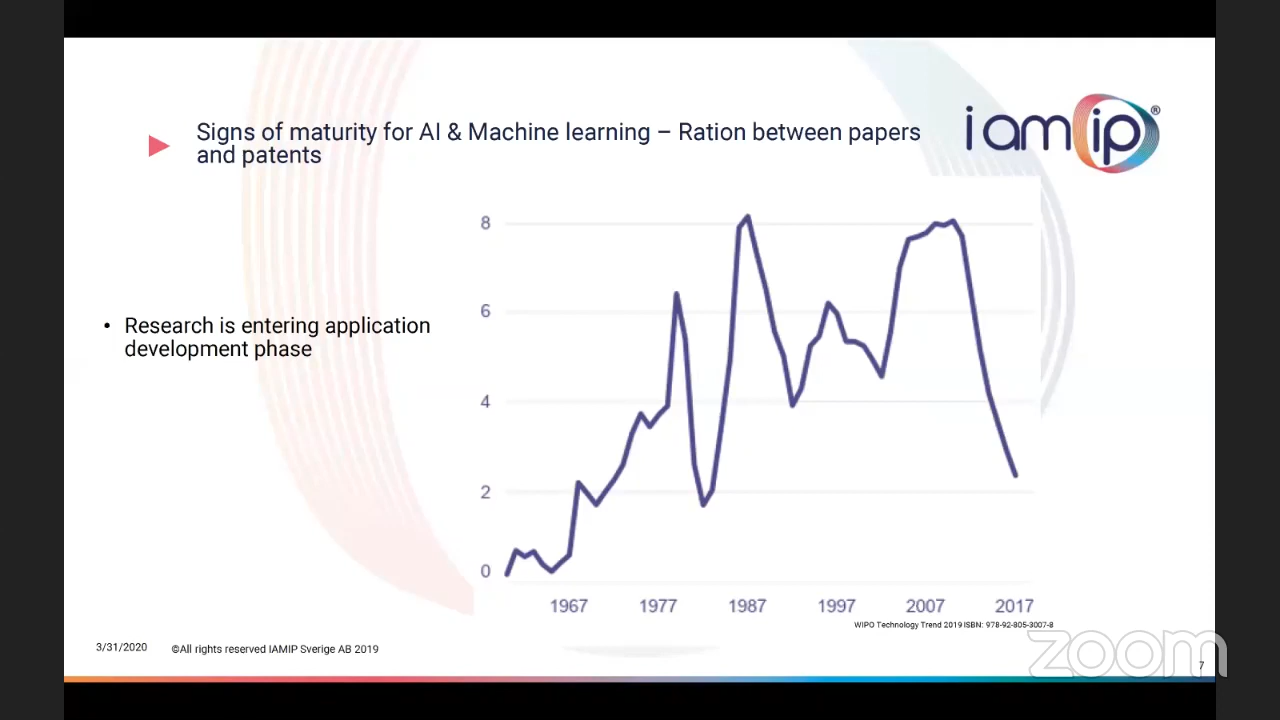 Signs of maturity for AI & Machine learning – Ration between papers
and patents
i am ip ®
• Research is entering application
development phase
8
6
4
2
0
1967 1977 1987 1997 2007 2017
WIPO Technology Trend 2019 ISBN: 978-92-805-3007-8
3/31/2020 ©All rights reserved IAMIP Sverige AB 2019
zoom
7